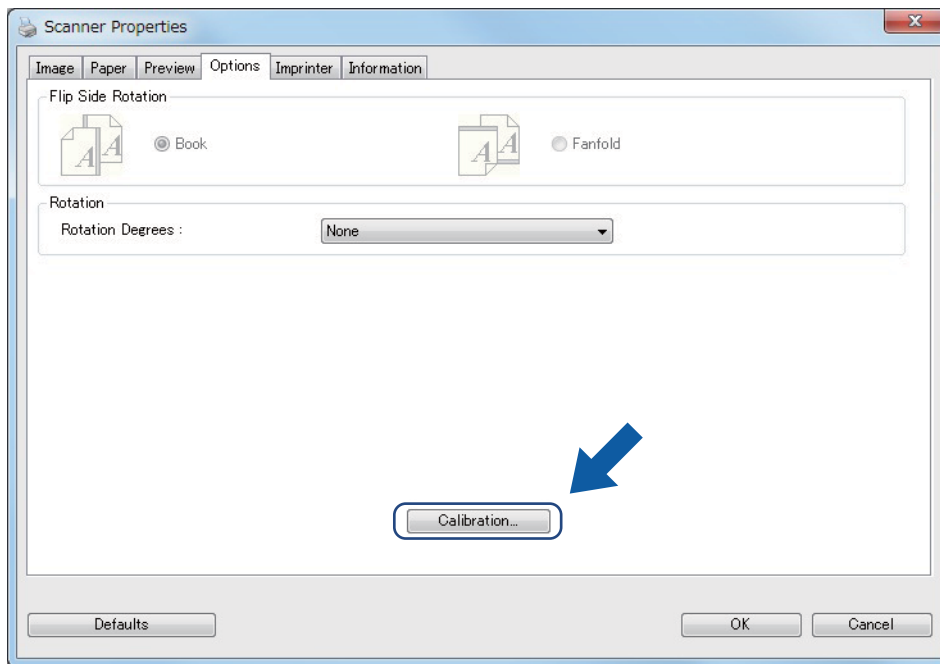 Scanner Properties
Image Paper Preview Options Imprinter Information
Flip Side Rotation
A A Book A A Fanfold
Rotation
Rotation Degrees : None
Calibration...
Defaults OK Cancel